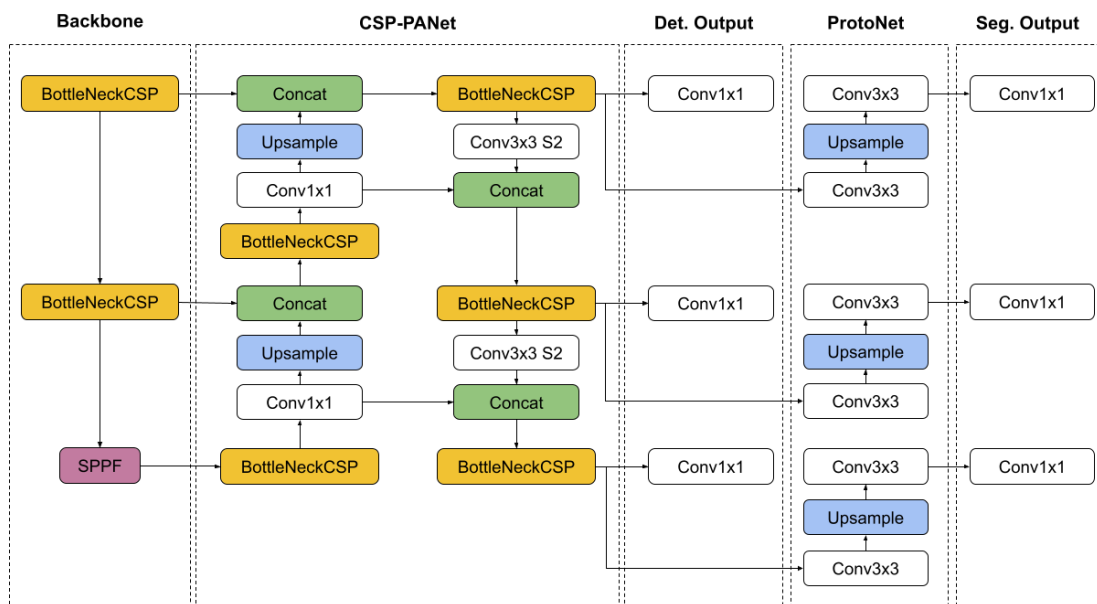 Backbone
CSP-PANet
Det. Output
ProtoNet
Seg. Output
BottleNeckCSP
Concat
BottleNeckCSP
Conv1x1
Conv3x3
Conv1x1
Upsample
Conv3x3 S2
Upsample
Conv1x1
Concat
Conv3x3
BottleNeckCSP
BottleNeckCSP
Concat
BottleNeckCSP
Conv1x1
Conv3x3
Conv1x1
Upsample
Conv3x3 S2
Upsample
Conv1x1
Concat
Conv3x3
SPPF
BottleNeckCSP
BottleNeckCSP
Conv1x1
Conv3x3
Conv1x1
Upsample
Conv3x3